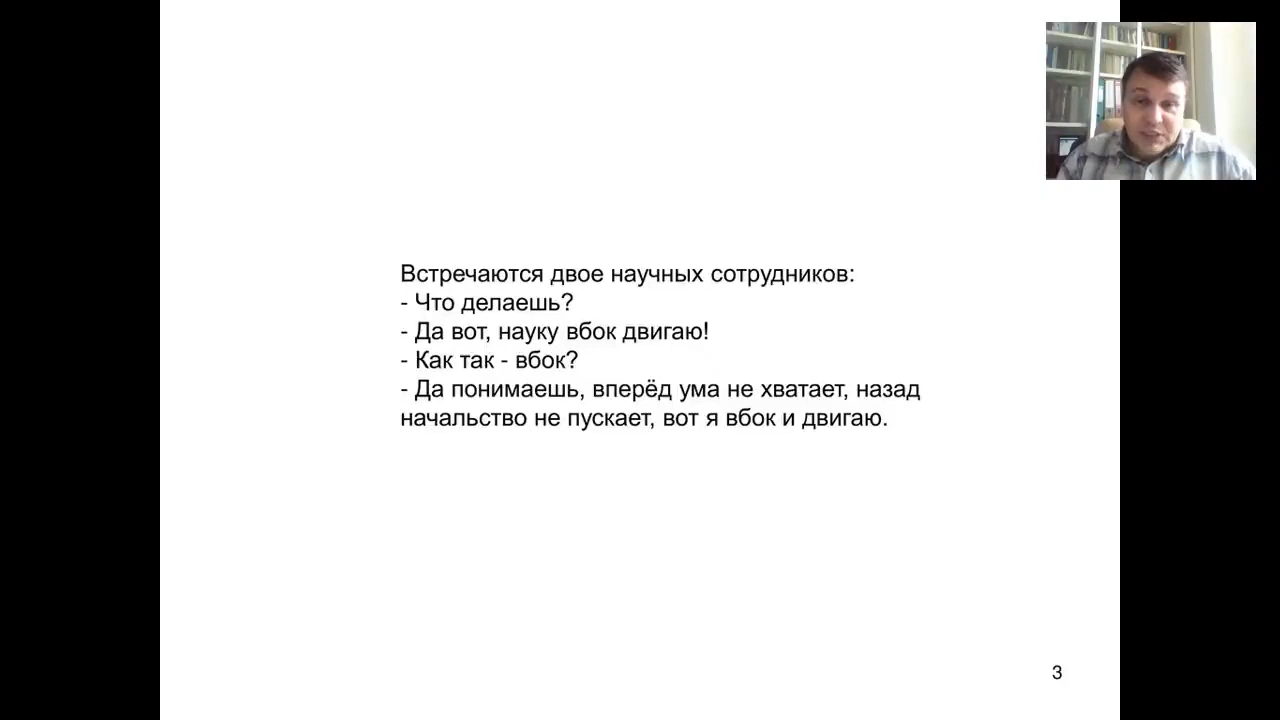 Встречаются двое научных сотрудников:
- Что делаешь?
- Да вот, науку вбок двигаю!
- Как так - вбок?
- Да понимаешь, вперёд ума не хватает, назад
начальство не пускает, вот я вбок и двигаю.
3